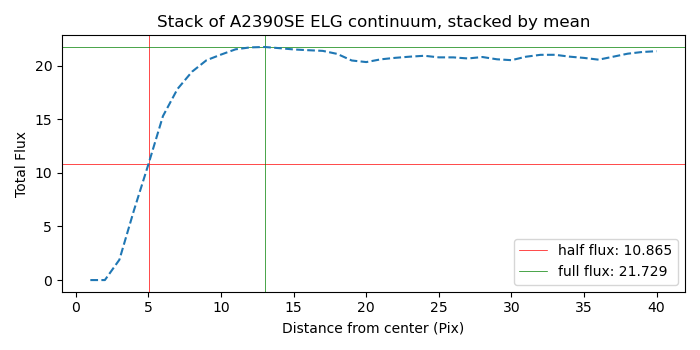 Stack of A2390SE ELG continuum, stacked by mean
Total Flux
20
15
10
5
0
half flux: 10.865
full flux: 21.729
0 5 10 15 20 25 30 35 40
Distance from center (Pix)